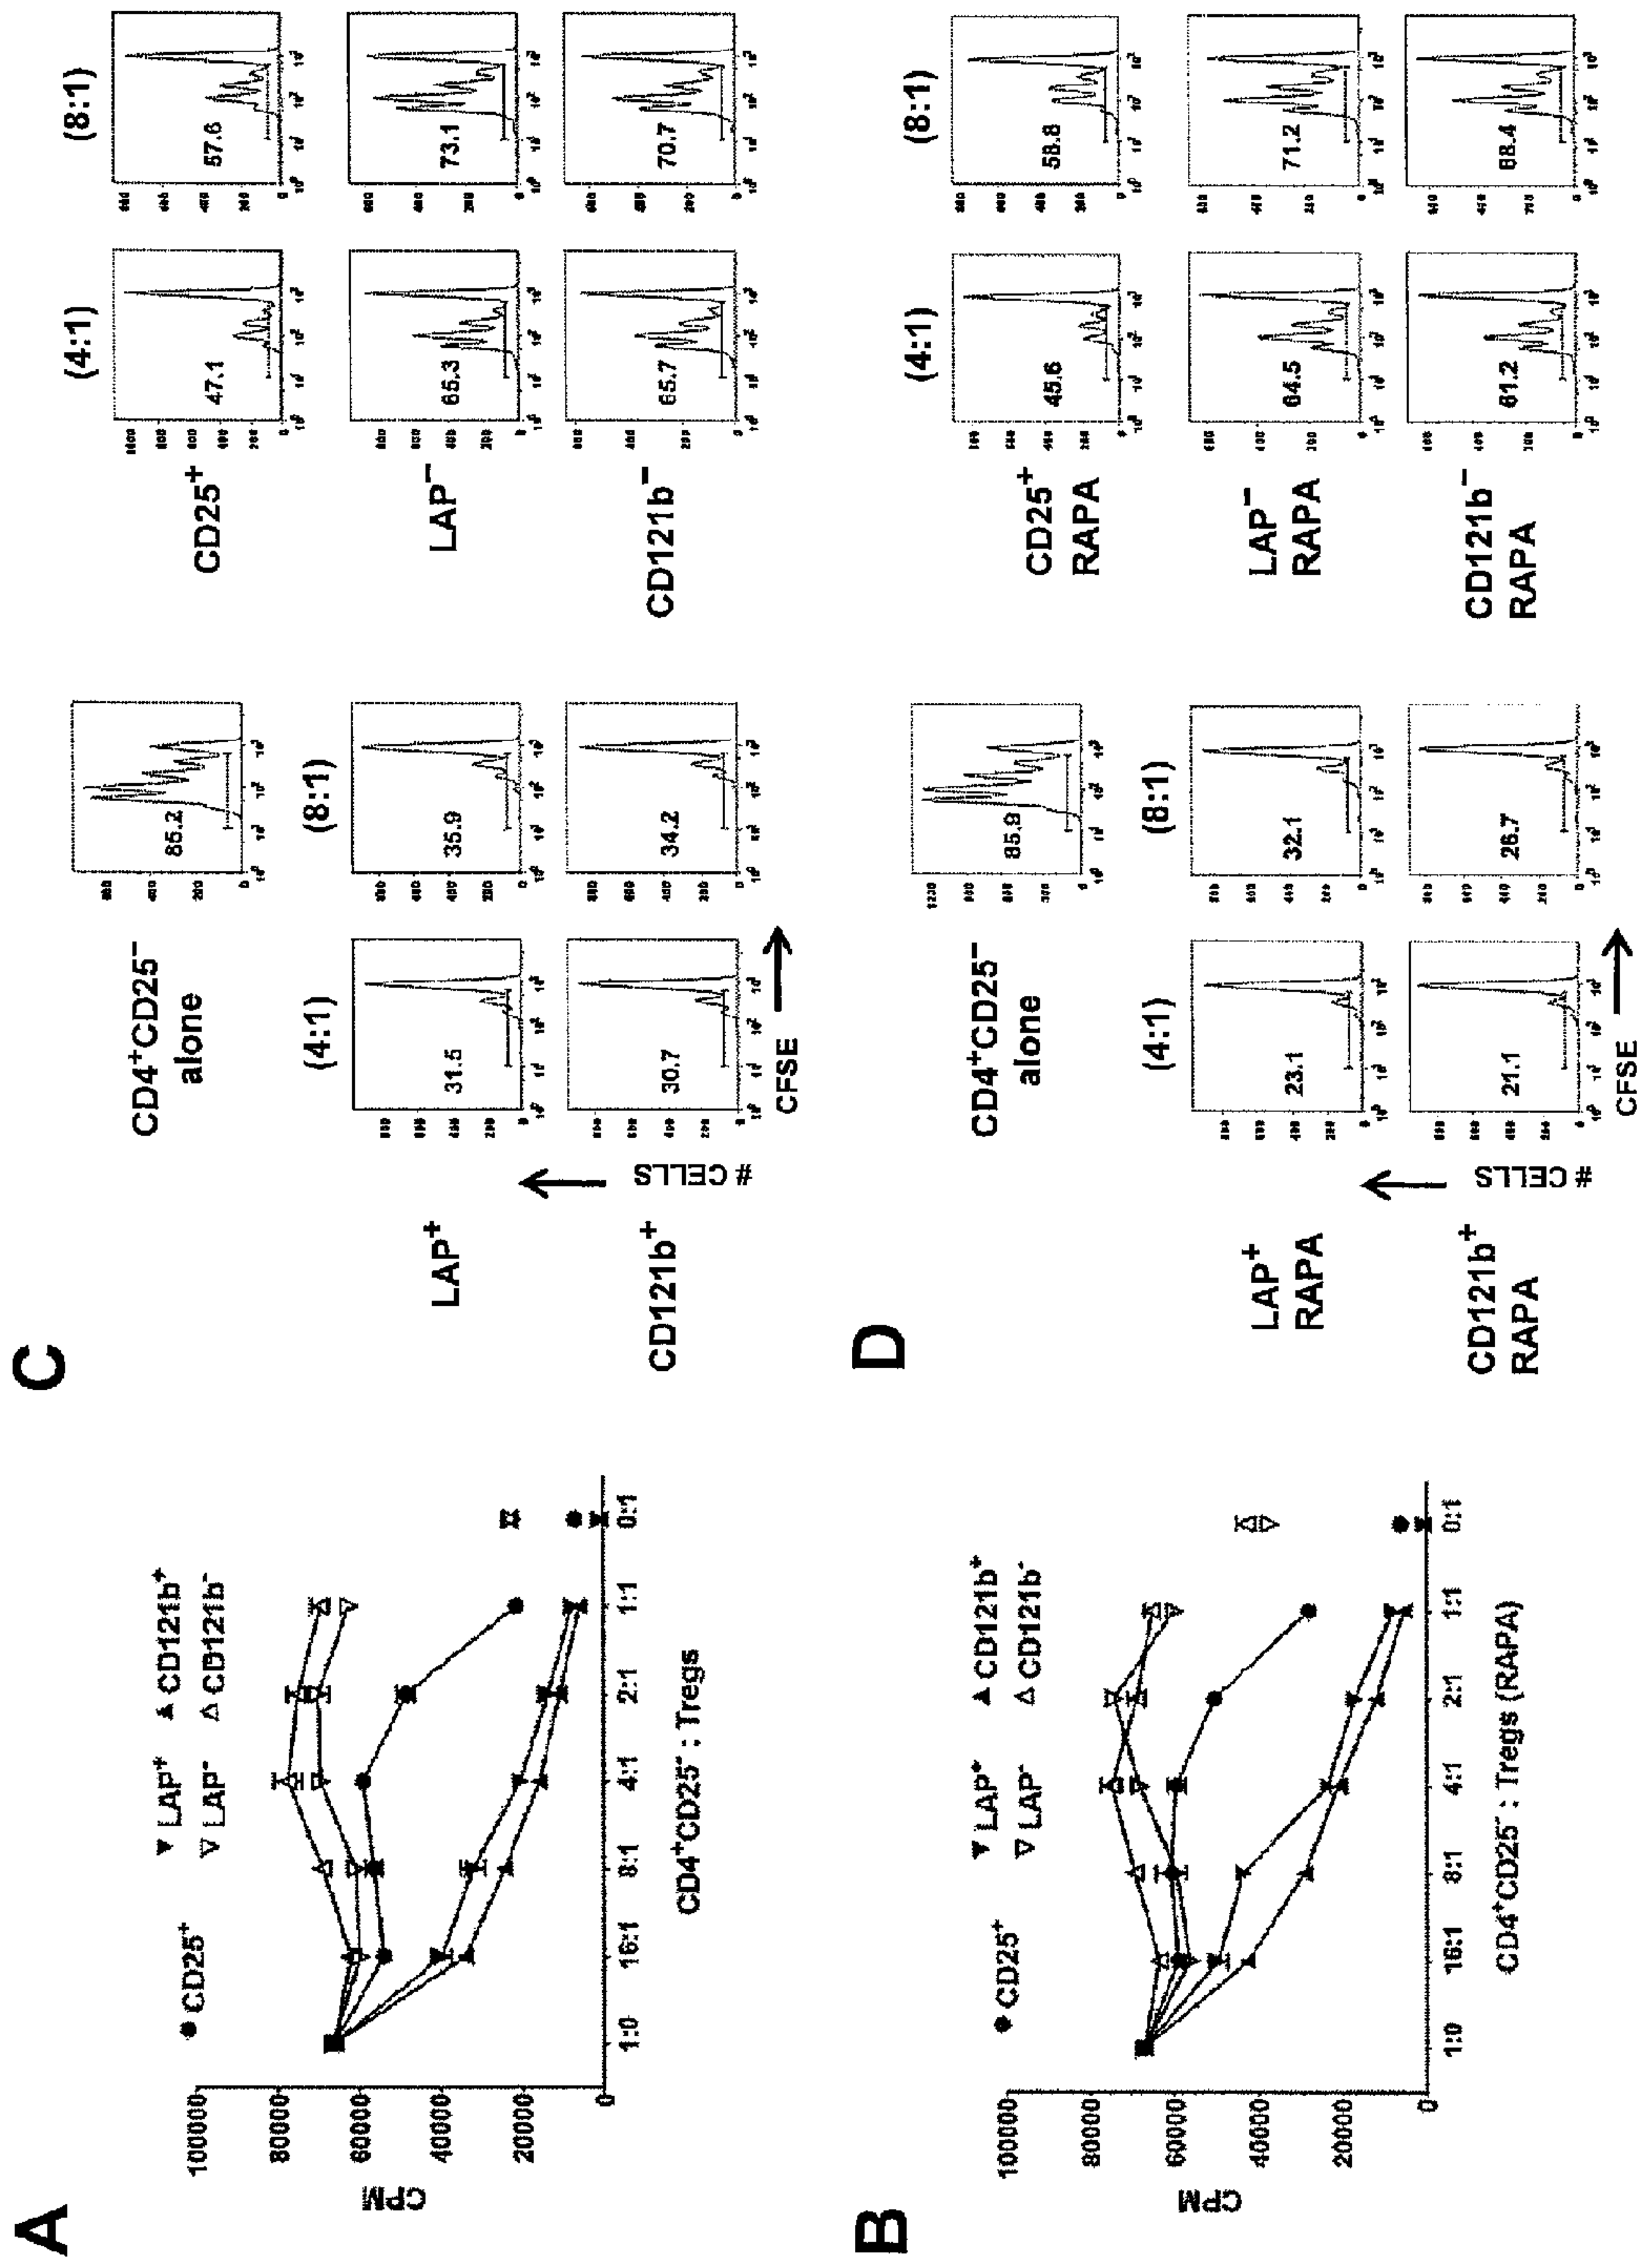 A
CD25⁺
LAP⁺
CD121b⁺
LAP⁻
CD121b⁻
CPM
100000
80000
60000
40000
20000
0
1:0
16:1
8:1
4:1
2:1
1:1
0:1
CD4⁺CD25⁻ : Tregs
B
CD25⁺
LAP⁺
CD121b⁺
LAP⁻
CD121b⁻
CPM
100000
80000
60000
40000
20000
0
1:0
16:1
8:1
4:1
2:1
1:1
0:1
CD4⁺CD25⁻ : Tregs (RAPA)
C
CD4⁺CD25⁻
alone
85.2
(4:1)
(8:1)
LAP⁺
31.5
35.9
CD121b⁺
30.7
34.2
# CELLS
CFSE
(4:1)
(8:1)
CD25⁺
47.1
57.6
LAP⁻
65.3
73.1
CD121b⁻
65.7
70.7
D
CD4⁺CD25⁻
alone
85.9
(4:1)
(8:1)
LAP⁺
RAPA
23.1
32.1
CD121b⁺
RAPA
21.1
26.7
# CELLS
CFSE
(4:1)
(8:1)
CD25⁺
RAPA
45.6
58.8
LAP⁻
RAPA
64.5
71.2
CD121b⁻
RAPA
61.2
68.4